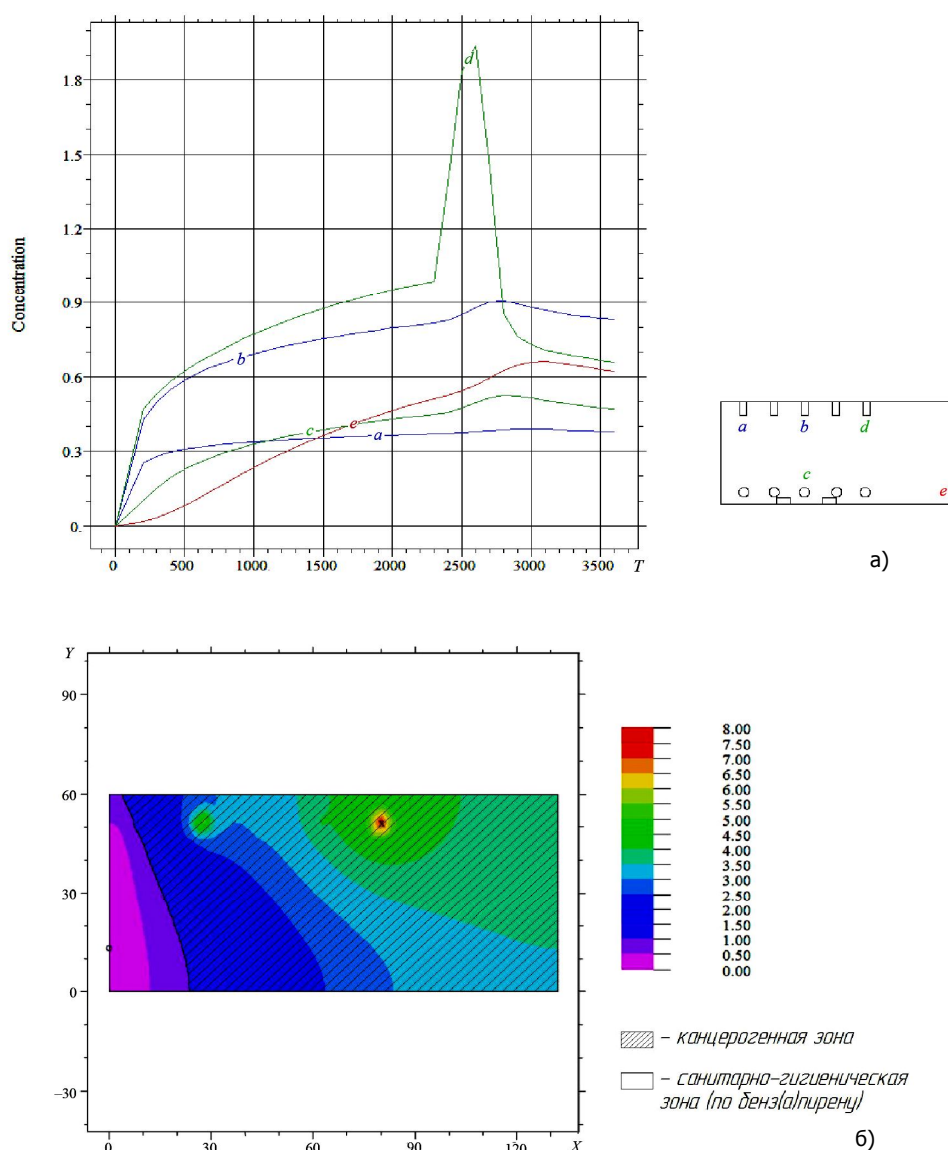 Concentration
1.8
1.5
1.2
0.9
0.6
0.3
0.
0 500 1000 1500 2000 2500 3000 3500 T
d
b
c
e
a
a b d
c
e
а)
Y
90
60
30
0
−30
0 30 60 90 120
X
8.00
7.50
7.00
6.50
6.00
5.50
5.00
4.50
4.00
3.50
3.00
2.50
2.00
1.50
1.00
0.50
0.00
– канцерогенная зона
– санитарно-гигиеническая
зона (по бенз(а)пирену)
б)